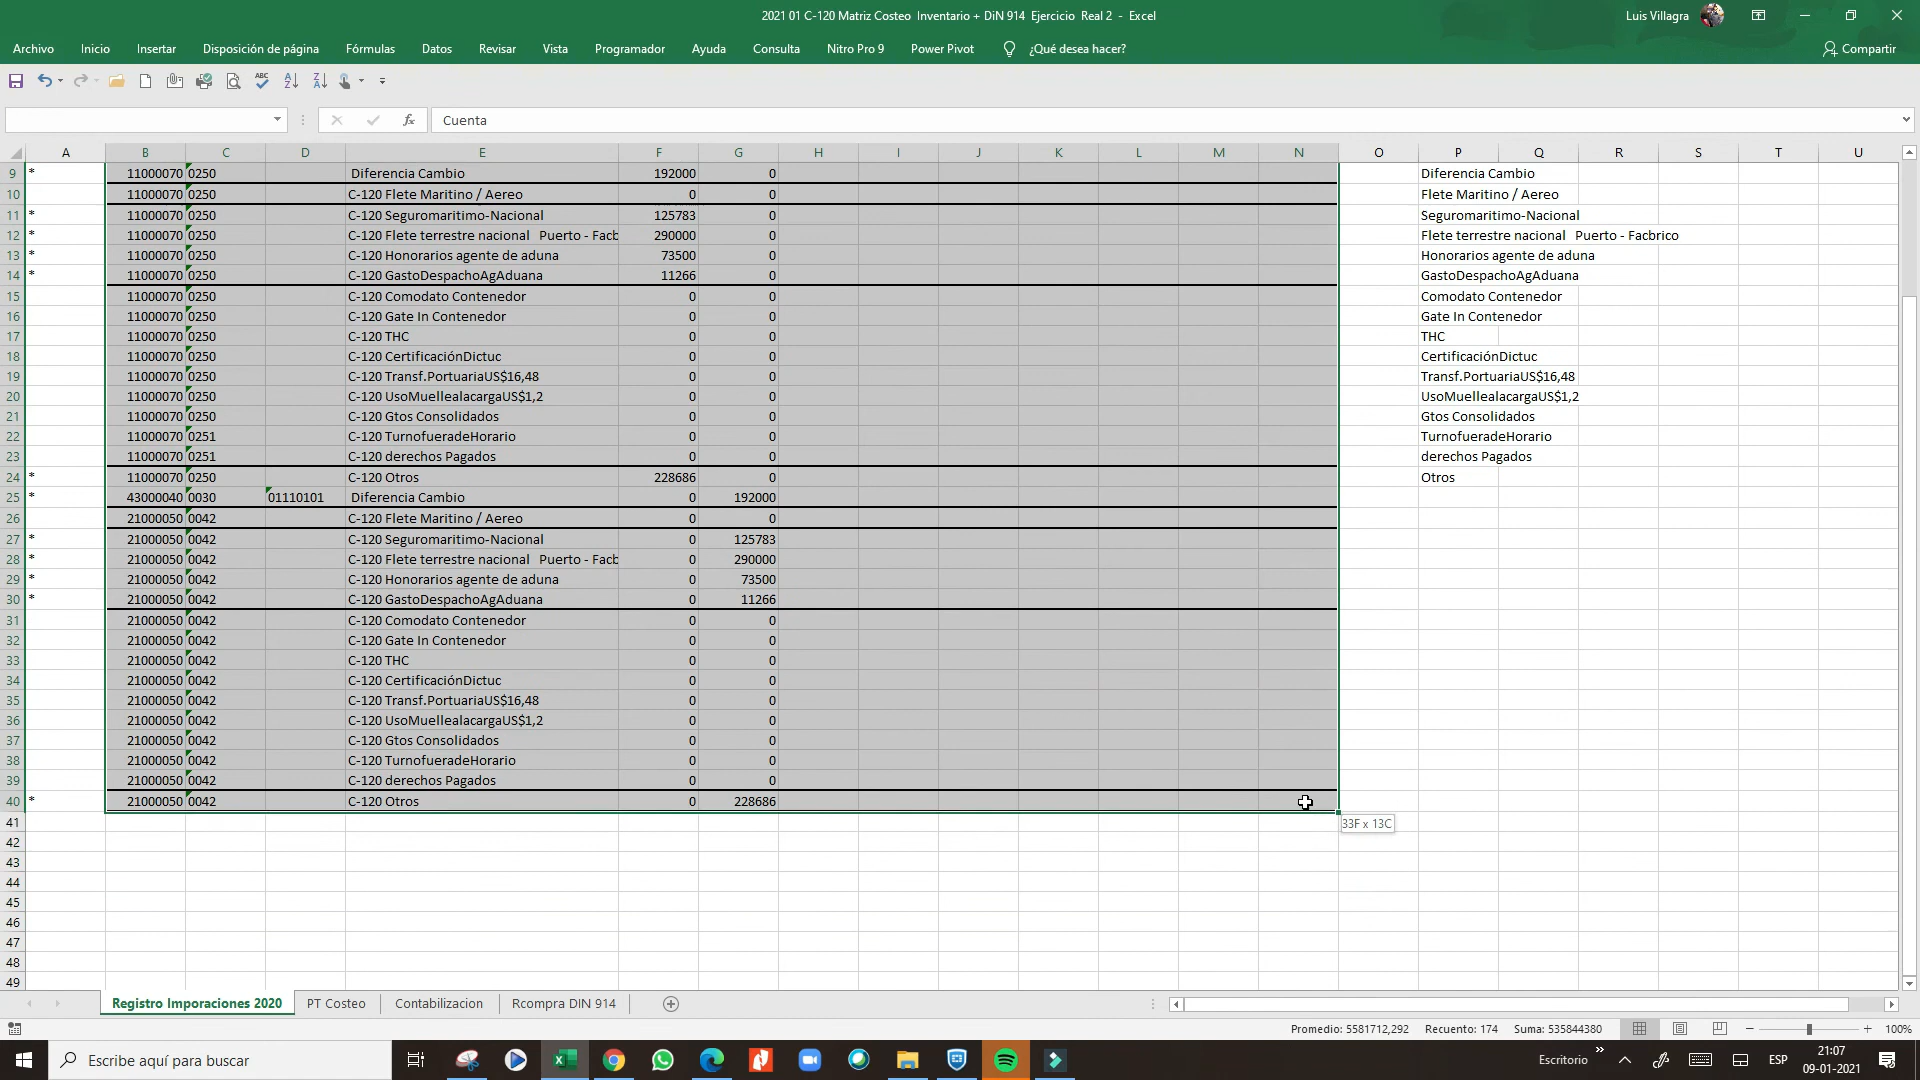 2021 01 C-120 Matriz Costeo Inventario + DiN 914 Ejercicio Real 2 - Excel
Luis Villagra
Archivo Inicio Insertar Disposición de página Fórmulas Datos Revisar Vista Programador Ayuda Consulta Nitro Pro 9 Power Pivot ¿Qué desea hacer? Compartir
fx Cuenta
A B C D E F G H I J K L M N O P Q R S T U
9 * 11000070 0250 Diferencia Cambio 192000 0 Diferencia Cambio
10 11000070 0250 C-120 Flete Maritino / Aereo 0 0 Flete Maritino / Aereo
11 * 11000070 0250 C-120 Seguromaritimo-Nacional 125783 0 Seguromaritimo-Nacional
12 * 11000070 0250 C-120 Flete terrestre nacional Puerto - Facb 290000 0 Flete terrestre nacional Puerto - Facbrico
13 * 11000070 0250 C-120 Honorarios agente de aduna 73500 0 Honorarios agente de aduna
14 * 11000070 0250 C-120 GastoDespachoAgAduana 11266 0 GastoDespachoAgAduana
15 11000070 0250 C-120 Comodato Contenedor 0 0 Comodato Contenedor
16 11000070 0250 C-120 Gate In Contenedor 0 0 Gate In Contenedor
17 11000070 0250 C-120 THC 0 0 THC
18 11000070 0250 C-120 CertificaciónDictuc 0 0 CertificaciónDictuc
19 11000070 0250 C-120 Transf.PortuariaUS$16,48 0 0 Transf.PortuariaUS$16,48
20 11000070 0250 C-120 UsoMuellealacargaUS$1,2 0 0 UsoMuellealacargaUS$1,2
21 11000070 0250 C-120 Gtos Consolidados 0 0 Gtos Consolidados
22 11000070 0251 C-120 TurnofueradeHorario 0 0 TurnofueradeHorario
23 11000070 0251 C-120 derechos Pagados 0 0 derechos Pagados
24 * 11000070 0250 C-120 Otros 228686 0 Otros
25 * 43000040 0030 01110101 Diferencia Cambio 0 192000
26 21000050 0042 C-120 Flete Maritino / Aereo 0 0
27 * 21000050 0042 C-120 Seguromaritimo-Nacional 0 125783
28 * 21000050 0042 C-120 Flete terrestre nacional Puerto - Facb 0 290000
29 * 21000050 0042 C-120 Honorarios agente de aduna 0 73500
30 * 21000050 0042 C-120 GastoDespachoAgAduana 0 11266
31 21000050 0042 C-120 Comodato Contenedor 0 0
32 21000050 0042 C-120 Gate In Contenedor 0 0
33 21000050 0042 C-120 THC 0 0
34 21000050 0042 C-120 CertificaciónDictuc 0 0
35 21000050 0042 C-120 Transf.PortuariaUS$16,48 0 0
36 21000050 0042 C-120 UsoMuellealacargaUS$1,2 0 0
37 21000050 0042 C-120 Gtos Consolidados 0 0
38 21000050 0042 C-120 TurnofueradeHorario 0 0
39 21000050 0042 C-120 derechos Pagados 0 0
40 * 21000050 0042 C-120 Otros 0 228686
41 33F x 13C
42
43
44
45
46
47
48
49
Registro Imporaciones 2020 PT Costeo Contabilizacion Rcompra DIN 914
Promedio: 5581712,292 Recuento: 174 Suma: 535844380 100%
Escribe aquí para buscar Escritorio ESP 21:07
09-01-2021